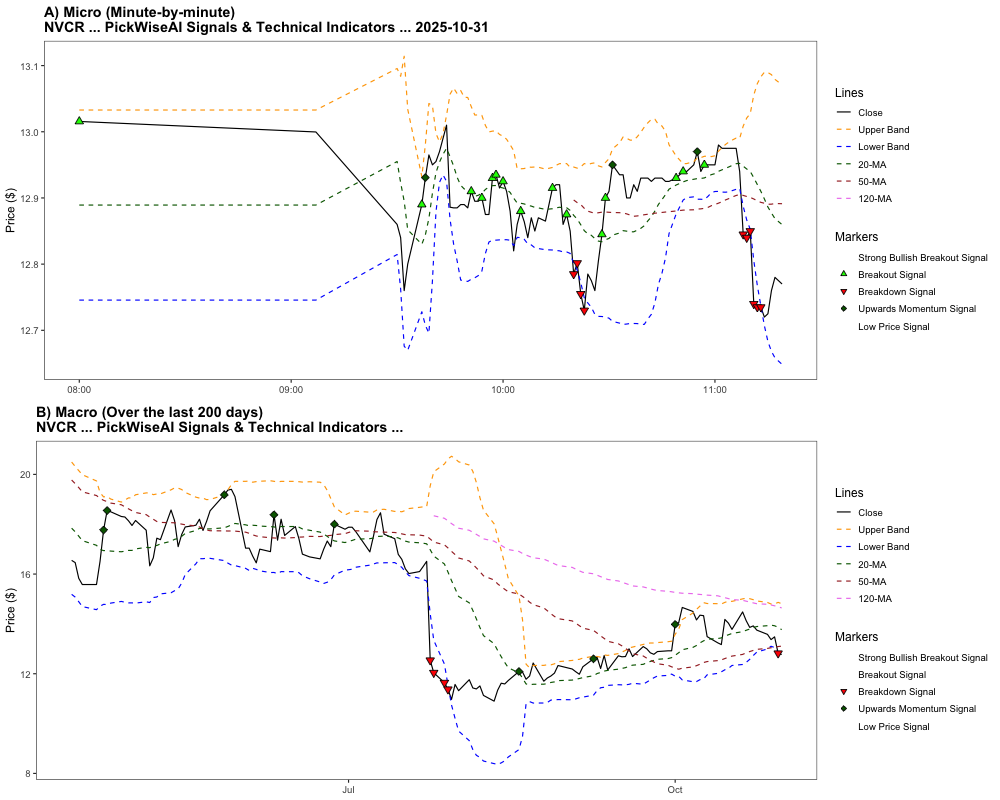 A) Micro (Minute-by-minute)
NVCR ... PickWiseAI Signals & Technical Indicators ... 2025-10-31
Price ($)
13.1
13.0
12.9
12.8
12.7
08:00
09:00
10:00
11:00
Lines
Close
Upper Band
Lower Band
20-MA
50-MA
120-MA
Markers
Strong Bullish Breakout Signal
Breakout Signal
Breakdown Signal
Upwards Momentum Signal
Low Price Signal
B) Macro (Over the last 200 days)
NVCR ... PickWiseAI Signals & Technical Indicators ...
Price ($)
20
16
12
8
Jul
Oct
Lines
Close
Upper Band
Lower Band
20-MA
50-MA
120-MA
Markers
Strong Bullish Breakout Signal
Breakout Signal
Breakdown Signal
Upwards Momentum Signal
Low Price Signal